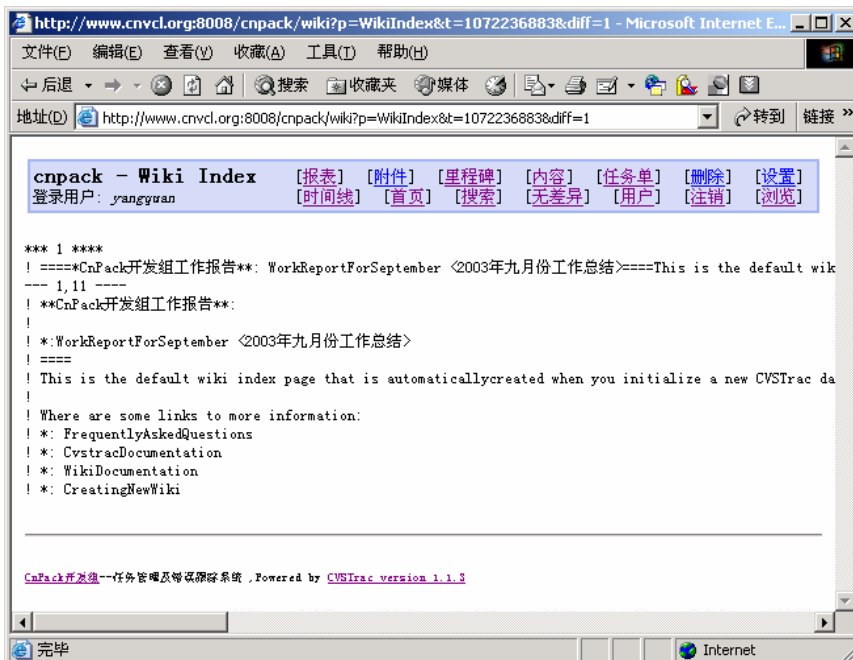 http://www.cnvcl.org:8008/cnpack/wiki?p=WikiIndex&t=1072236883&diff=1 - Microsoft Internet E...
文件(F) 编辑(E) 查看(V) 收藏(A) 工具(T) 帮助(H)
后退 搜索 收藏夹 媒体
地址(D) http://www.cnvcl.org:8008/cnpack/wiki?p=WikiIndex&t=1072236883&diff=1 转到 链接 »
cnpack - Wiki Index [报表] [附件] [里程碑] [内容] [任务单] [删除] [设置]
登录用户: yangquan [时间线] [首页] [搜索] [无差异] [用户] [注销] [浏览]
*** 1 ****
! ====*CnPack开发组工作报告**: WorkReportForSeptember <2003年九月份工作总结>====This is the default wik
--- 1,11 ----
! **CnPack开发组工作报告**:
!
! *:WorkReportForSeptember <2003年九月份工作总结>
! ====
! This is the default wiki index page that is automaticallycreated when you initialize a new CVSTrac da
!
! Where are some links to more information:
! *: FrequentlyAskedQuestions
! *: CvstracDocumentation
! *: WikiDocumentation
! *: CreatingNewWiki
CnPack开发组--任务管理及错误跟踪系统 ,Powered by CVSTrac version 1.1.3
完毕 Internet